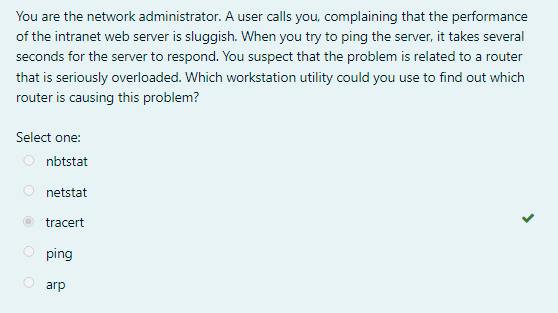 You are the network administrator. A user calls you, complaining that the performance
of the intranet web server is sluggish. When you try to ping the server, it takes several
seconds for the server to respond. You suspect that the problem is related to a router
that is seriously overloaded. Which workstation utility could you use to find out which
router is causing this problem?
Select one:
nbtstat
netstat
tracert
ping
arp